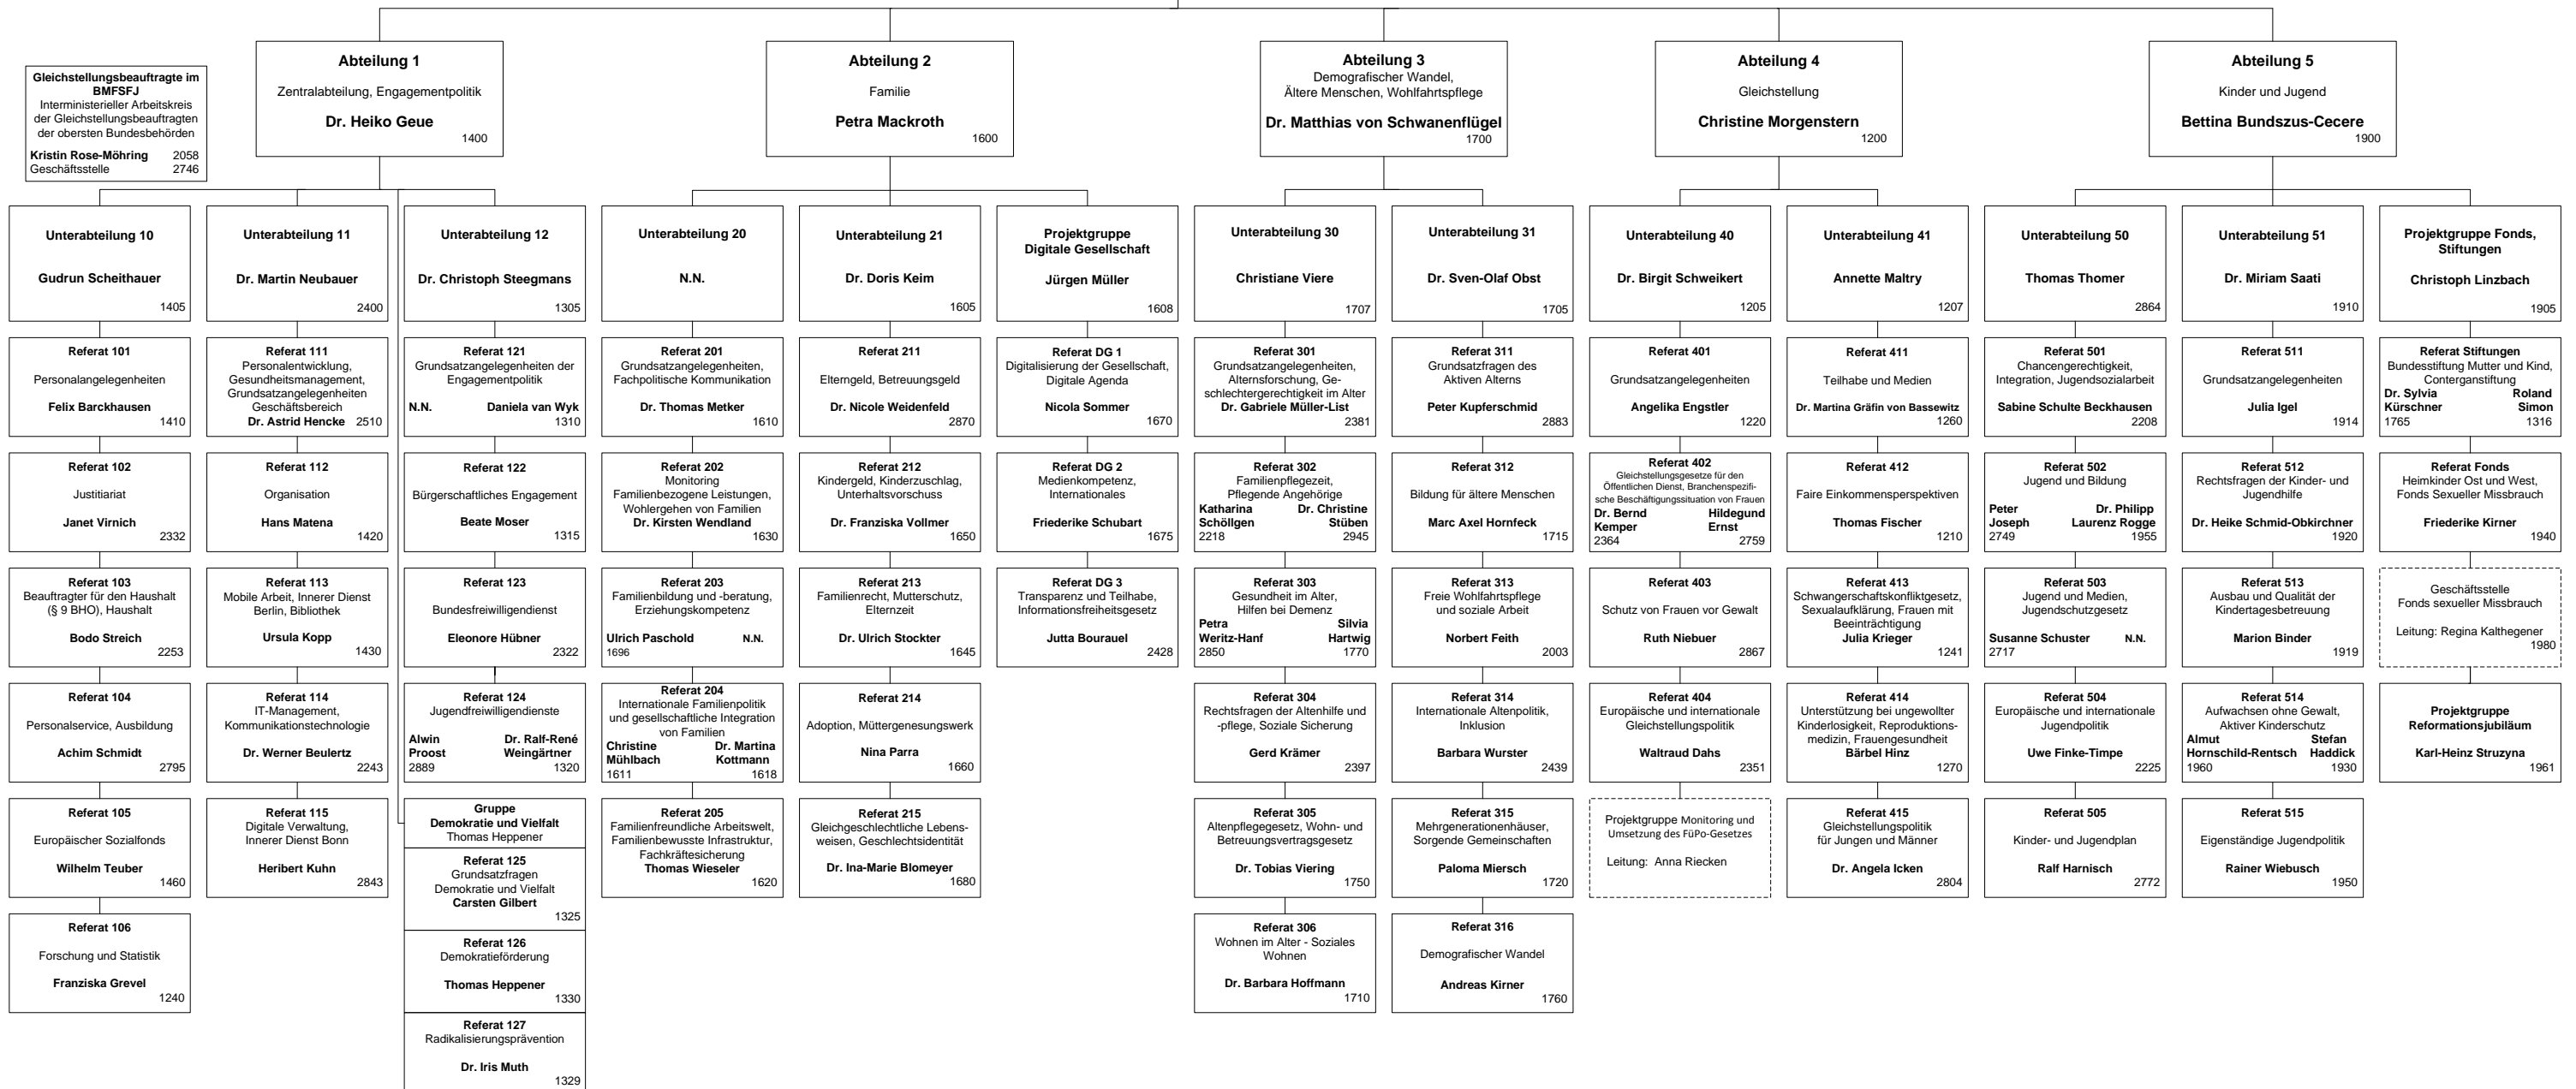 Gleichstellungsbeauftragte im
BMFSFJ
Interministerieller Arbeitskreis
der Gleichstellungsbeauftragten
der obersten Bundesbehörden
Kristin Rose-Möhring 2058
Geschäftsstelle 2746
Abteilung 1
Zentralabteilung, Engagementpolitik
Dr. Heiko Geue
1400
Abteilung 2
Familie
Petra Mackroth
1600
Abteilung 3
Demografischer Wandel,
Ältere Menschen, Wohlfahrtspflege
Dr. Matthias von Schwanenflügel
1700
Abteilung 4
Gleichstellung
Christine Morgenstern
1200
Abteilung 5
Kinder und Jugend
Bettina Bundszus-Cecere
1900
Unterabteilung 10
Gudrun Scheithauer
1405
Referat 101
Personalangelegenheiten
Felix Barckhausen
1410
Referat 102
Justitiariat
Janet Virnich
2332
Referat 103
Beauftragter für den Haushalt
(§ 9 BHO), Haushalt
Bodo Streich
2253
Referat 104
Personalservice, Ausbildung
Achim Schmidt
2795
Referat 105
Europäischer Sozialfonds
Wilhelm Teuber
1460
Referat 106
Forschung und Statistik
Franziska Grevel
1240
Unterabteilung 11
Dr. Martin Neubauer
2400
Referat 111
Personalentwicklung,
Gesundheitsmanagement,
Grundsatzangelegenheiten
Geschäftsbereich
Dr. Astrid Hencke 2510
Referat 112
Organisation
Hans Matena
1420
Referat 113
Mobile Arbeit, Innerer Dienst
Berlin, Bibliothek
Ursula Kopp
1430
Referat 114
IT-Management,
Kommunikationstechnologie
Dr. Werner Beulertz
2243
Referat 115
Digitale Verwaltung,
Innerer Dienst Bonn
Heribert Kuhn
2843
Unterabteilung 12
Dr. Christoph Steegmans
1305
Referat 121
Grundsatzangelegenheiten der
Engagementpolitik
N.N. Daniela van Wyk
1310
Referat 122
Bürgerschaftliches Engagement
Beate Moser
1315
Referat 123
Bundesfreiwilligendienst
Eleonore Hübner
2322
Referat 124
Jugendfreiwilligendienste
Alwin Dr. Ralf-René
Proost Weingärtner
2889 1320
Gruppe
Demokratie und Vielfalt
Thomas Heppener
Referat 125
Grundsatzfragen
Demokratie und Vielfalt
Carsten Gilbert
1325
Referat 126
Demokratieförderung
Thomas Heppener
1330
Referat 127
Radikalisierungsprävention
Dr. Iris Muth
1329
Unterabteilung 20
N.N.
Referat 201
Grundsatzangelegenheiten,
Fachpolitische Kommunikation
Dr. Thomas Metker
1610
Referat 202
Monitoring
Familienbezogene Leistungen,
Wohlergehen von Familien
Dr. Kirsten Wendland
1630
Referat 203
Familienbildung und -beratung,
Erziehungskompetenz
Ulrich Paschold N.N.
1696
Referat 204
Internationale Familienpolitik
und gesellschaftliche Integration
von Familien
Christine Dr. Martina
Mühlbach Kottmann
1611 1618
Referat 205
Familienfreundliche Arbeitswelt,
Familienbewusste Infrastruktur,
Fachkräftesicherung
Thomas Wieseler
1620
Unterabteilung 21
Dr. Doris Keim
1605
Referat 211
Elterngeld, Betreuungsgeld
Dr. Nicole Weidenfeld
2870
Referat 212
Kindergeld, Kinderzuschlag,
Unterhaltsvorschuss
Dr. Franziska Vollmer
1650
Referat 213
Familienrecht, Mutterschutz,
Elternzeit
Dr. Ulrich Stockter
1645
Referat 214
Adoption, Müttergenesungswerk
Nina Parra
1660
Referat 215
Gleichgeschlechtliche Lebens-
weisen, Geschlechtsidentität
Dr. Ina-Marie Blomeyer
1680
Projektgruppe
Digitale Gesellschaft
Jürgen Müller
1608
Referat DG 1
Digitalisierung der Gesellschaft,
Digitale Agenda
Nicola Sommer
1670
Referat DG 2
Medienkompetenz,
Internationales
Friederike Schubart
1675
Referat DG 3
Transparenz und Teilhabe,
Informationsfreiheitsgesetz
Jutta Bourauel
2428
Unterabteilung 30
Christiane Viere
1707
Referat 301
Grundsatzangelegenheiten,
Alternsforschung, Ge-
schlechtergerechtigkeit im Alter
Dr. Gabriele Müller-List
2381
Referat 302
Familienpflegezeit,
Pflegende Angehörige
Katharina Dr. Christine
Schöllgen Stüben
2218 2945
Referat 303
Gesundheit im Alter,
Hilfen bei Demenz
Petra Silvia
Weritz-Hanf Hartwig
2850 1770
Referat 304
Rechtsfragen der Altenhilfe und
-pflege, Soziale Sicherung
Gerd Krämer
2397
Referat 305
Altenpflegegesetz, Wohn- und
Betreuungsvertragsgesetz
Dr. Tobias Viering
1750
Referat 306
Wohnen im Alter - Soziales
Wohnen
Dr. Barbara Hoffmann
1710
Unterabteilung 31
Dr. Sven-Olaf Obst
1705
Referat 311
Grundsatzfragen des
Aktiven Alterns
Peter Kupferschmid
2883
Referat 312
Bildung für ältere Menschen
Marc Axel Hornfeck
1715
Referat 313
Freie Wohlfahrtspflege
und soziale Arbeit
Norbert Feith
2003
Referat 314
Internationale Altenpolitik,
Inklusion
Barbara Wurster
2439
Referat 315
Mehrgenerationenhäuser,
Sorgende Gemeinschaften
Paloma Miersch
1720
Referat 316
Demografischer Wandel
Andreas Kirner
1760
Unterabteilung 40
Dr. Birgit Schweikert
1205
Referat 401
Grundsatzangelegenheiten
Angelika Engstler
1220
Referat 402
Gleichstellungsgesetze für den
Öffentlichen Dienst, Branchenspezifi-
sche Beschäftigungssituation von Frauen
Dr. Bernd Hildegund
Kemper Ernst
2364 2759
Referat 403
Schutz von Frauen vor Gewalt
Ruth Niebuer
2867
Referat 404
Europäische und internationale
Gleichstellungspolitik
Waltraud Dahs
2351
Projektgruppe Monitoring und
Umsetzung des FüPo-Gesetzes
Leitung: Anna Riecken
Unterabteilung 41
Annette Maltry
1207
Referat 411
Teilhabe und Medien
Dr. Martina Gräfin von Bassewitz
1260
Referat 412
Faire Einkommensperspektiven
Thomas Fischer
1210
Referat 413
Schwangerschaftskonfliktgesetz,
Sexualaufklärung, Frauen mit
Beeinträchtigung
Julia Krieger
1241
Referat 414
Unterstützung bei ungewollter
Kinderlosigkeit, Reproduktions-
medizin, Frauengesundheit
Bärbel Hinz
1270
Referat 415
Gleichstellungspolitik
für Jungen und Männer
Dr. Angela Icken
2804
Unterabteilung 50
Thomas Thomer
2864
Referat 501
Chancengerechtigkeit,
Integration, Jugendsozialarbeit
Sabine Schulte Beckhausen
2208
Referat 502
Jugend und Bildung
Peter Dr. Philipp
Joseph Laurenz Rogge
2749 1955
Referat 503
Jugend und Medien,
Jugendschutzgesetz
Susanne Schuster N.N.
2717
Referat 504
Europäische und internationale
Jugendpolitik
Uwe Finke-Timpe
2225
Referat 505
Kinder- und Jugendplan
Ralf Harnisch
2772
Unterabteilung 51
Dr. Miriam Saati
1910
Referat 511
Grundsatzangelegenheiten
Julia Igel
1914
Referat 512
Rechtsfragen der Kinder- und
Jugendhilfe
Dr. Heike Schmid-Obkirchner
1920
Referat 513
Ausbau und Qualität der
Kindertagesbetreuung
Marion Binder
1919
Referat 514
Aufwachsen ohne Gewalt,
Aktiver Kinderschutz
Almut Stefan
Hornschild-Rentsch Haddick
1960 1930
Referat 515
Eigenständige Jugendpolitik
Rainer Wiebusch
1950
Projektgruppe Fonds,
Stiftungen
Christoph Linzbach
1905
Referat Stiftungen
Bundesstiftung Mutter und Kind,
Conterganstiftung
Dr. Sylvia Roland
Kürschner Simon
1765 1316
Referat Fonds
Heimkinder Ost und West,
Fonds Sexueller Missbrauch
Friederike Kirner
1940
Geschäftsstelle
Fonds sexueller Missbrauch
Leitung: Regina Kalthegener
1980
Projektgruppe
Reformationsjubiläum
Karl-Heinz Struzyna
1961